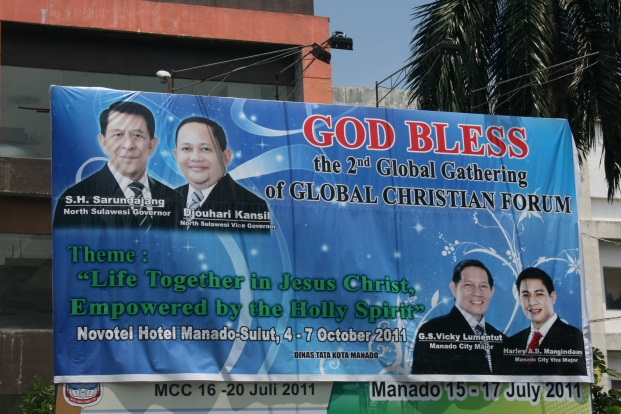 GOD BLESS
the 2nd Global Gathering
of GLOBAL CHRISTIAN FORUM
S.H. Sarundajang
North Sulawesi Governor
Djouhari Kansil
North Sulawesi Vice Governor
Theme :
"Life Together in Jesus Christ,
Empowered by the Holly Spirit"
Novotel Hotel Manado-Sulut, 4 - 7 October 2011
DINAS TATA KOTA MANADO
G.S.Vicky Lumentut
Manado City Major
Harley A.B. Mangindaan
Manado City Vice Major
MCC 16 -20 Juli 2011
Manado 15 -17 July 2011